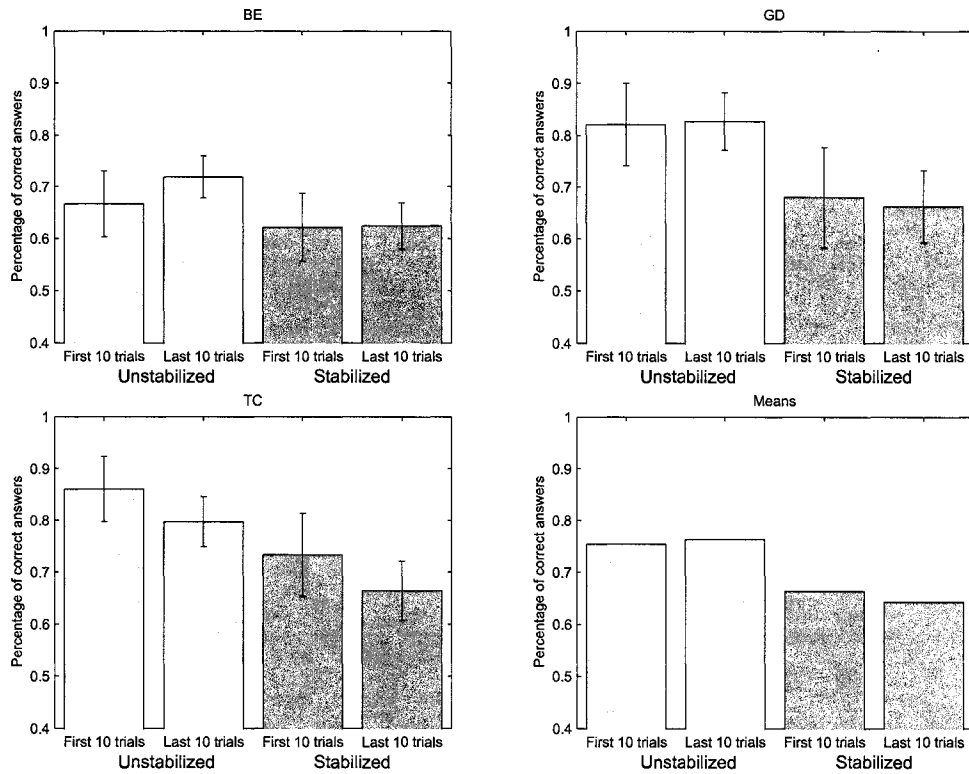 BE
Percentage of correct answers
1
0.9
0.8
0.7
0.6
0.5
0.4
First 10 trials Last 10 trials First 10 trials Last 10 trials
Unstabilized Stabilized
GD
Percentage of correct answers
1
0.9
0.8
0.7
0.6
0.5
0.4
First 10 trials Last 10 trials First 10 trials Last 10 trials
Unstabilized Stabilized
TC
Percentage of correct answers
1
0.9
0.8
0.7
0.6
0.5
0.4
First 10 trials Last 10 trials First 10 trials Last 10 trials
Unstabilized Stabilized
Means
Percentage of correct answers
1
0.9
0.8
0.7
0.6
0.5
0.4
First 10 trials Last 10 trials First 10 trials Last 10 trials
Unstabilized Stabilized